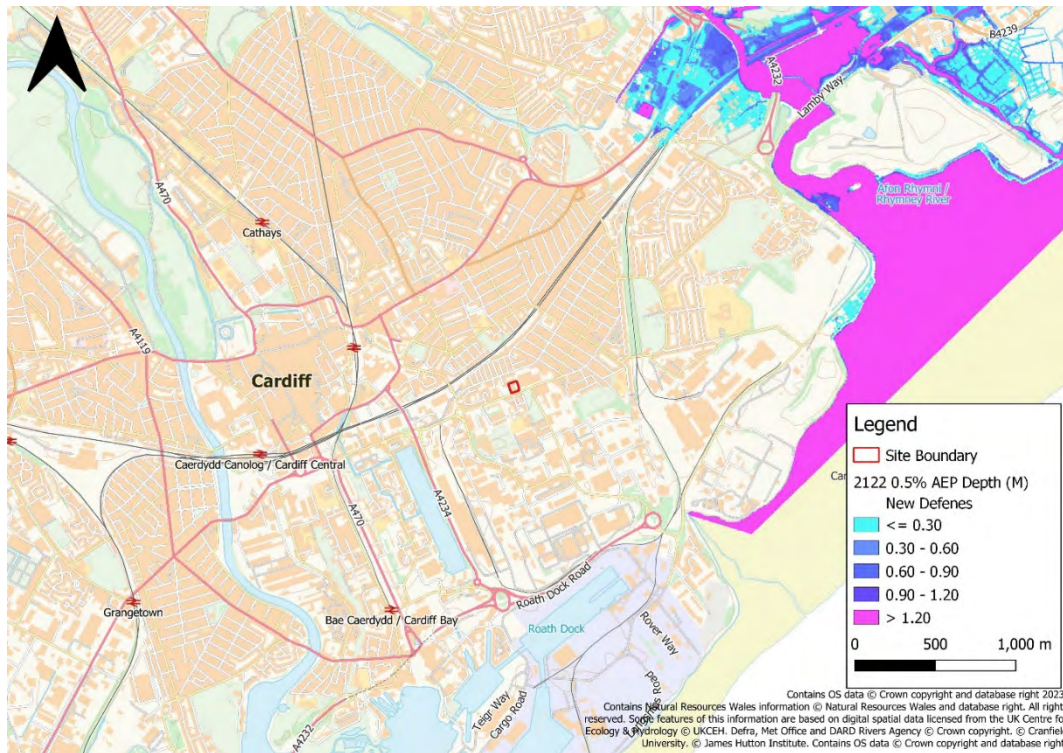 B4239
A4232
Lamby Way
A470
Afon Rhymni /
Rhymney River
Cathays
A4119
Cardiff
Caerdydd Canolog / Cardiff Central
A4234
A470
Roath Dock Road
Grangetown
Bae Caerdydd / Cardiff Bay
Roath Dock
Rover Way
Teigr Way
Cargo Road
Road
A4232
Legend
Site Boundary
2122 0.5% AEP Depth (M)
New Defenes
<= 0.30
0.30 - 0.60
0.60 - 0.90
0.90 - 1.20
> 1.20
0 500 1,000 m
Contains OS data © Crown copyright and database right 2023
Contains Natural Resources Wales information © Natural Resources Wales and database right. All right
reserved. Some features of this information are based on digital spatial data licensed from the UK Centre for
Ecology & Hydrology © UKCEH. Defra, Met Office and DARD Rivers Agency © Crown copyright. © Cranfi
University. © James Hutton Institute. Contains OS data © Crown copyright and database right